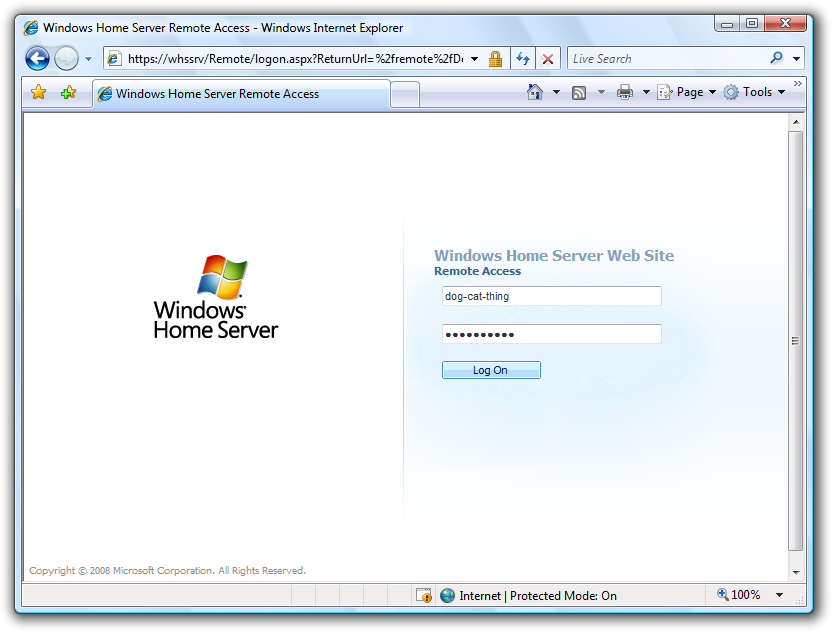 Windows Home Server Remote Access - Windows Internet Explorer
https://whssrv/Remote/logon.aspx?ReturnUrl=%2fremote%2fD
Live Search
Windows Home Server Remote Access
Page
Tools
Windows
Home Server
Windows Home Server Web Site
Remote Access
dog-cat-thing
••••••••••
Log On
Copyright © 2008 Microsoft Corporation. All Rights Reserved.
Internet | Protected Mode: On
100%